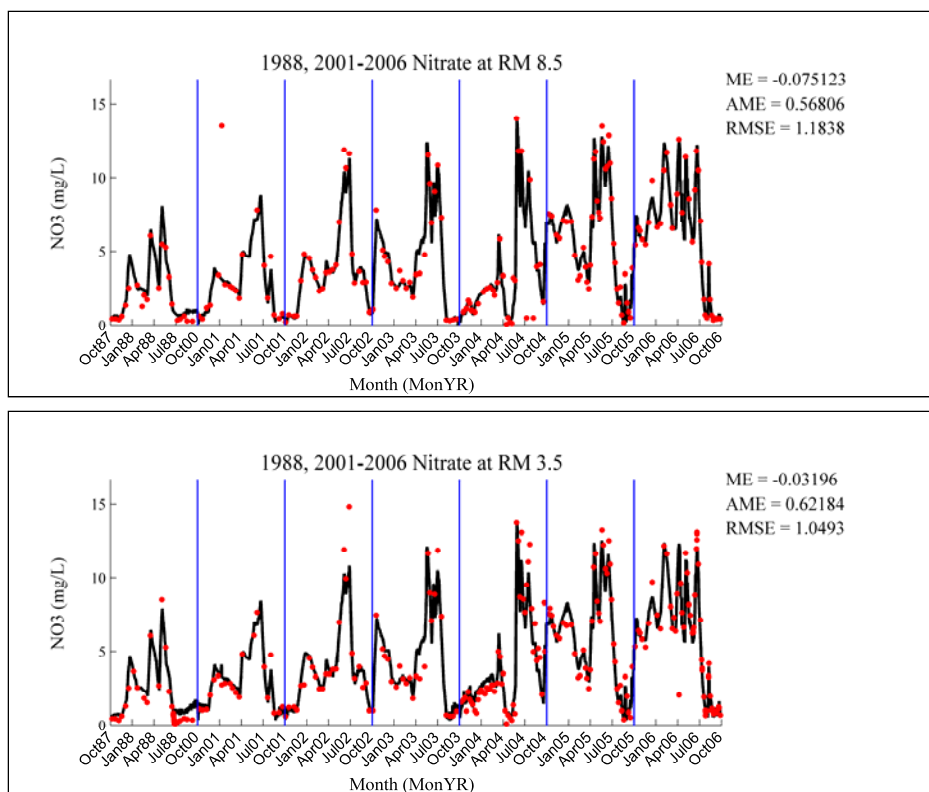 1988, 2001-2006 Nitrate at RM 8.5
ME = -0.075123
AME = 0.56806
RMSE = 1.1838
NO3 (mg/L)
15
10
5
0
Oct87 Jan88 Apr88 Jul88 Oct00 Jan01 Apr01 Jul01 Oct01 Jan02 Apr02 Jul02 Oct02 Jan03 Apr03 Jul03 Oct03 Jan04 Apr04 Jul04 Oct04 Jan05 Apr05 Jul05 Oct05 Jan06 Apr06 Jul06 Oct06
Month (MonYR)
1988, 2001-2006 Nitrate at RM 3.5
ME = -0.03196
AME = 0.62184
RMSE = 1.0493
NO3 (mg/L)
15
10
5
0
Oct87 Jan88 Apr88 Jul88 Oct00 Jan01 Apr01 Jul01 Oct01 Jan02 Apr02 Jul02 Oct02 Jan03 Apr03 Jul03 Oct03 Jan04 Apr04 Jul04 Oct04 Jan05 Apr05 Jul05 Oct05 Jan06 Apr06 Jul06 Oct06
Month (MonYR)